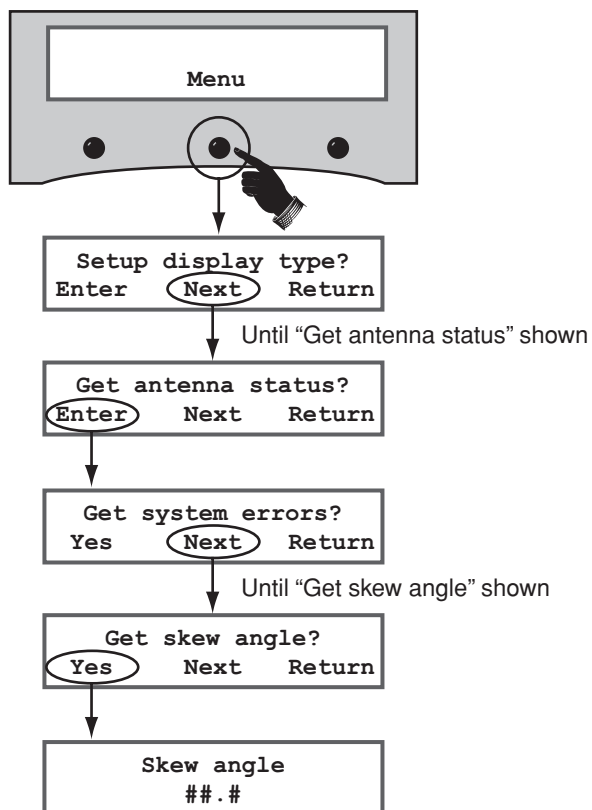 Menu
Setup display type?
Enter Next Return
Until “Get antenna status” shown
Get antenna status?
Enter Next Return
Get system errors?
Yes Next Return
Until “Get skew angle” shown
Get skew angle?
Yes Next Return
Skew angle
##.#